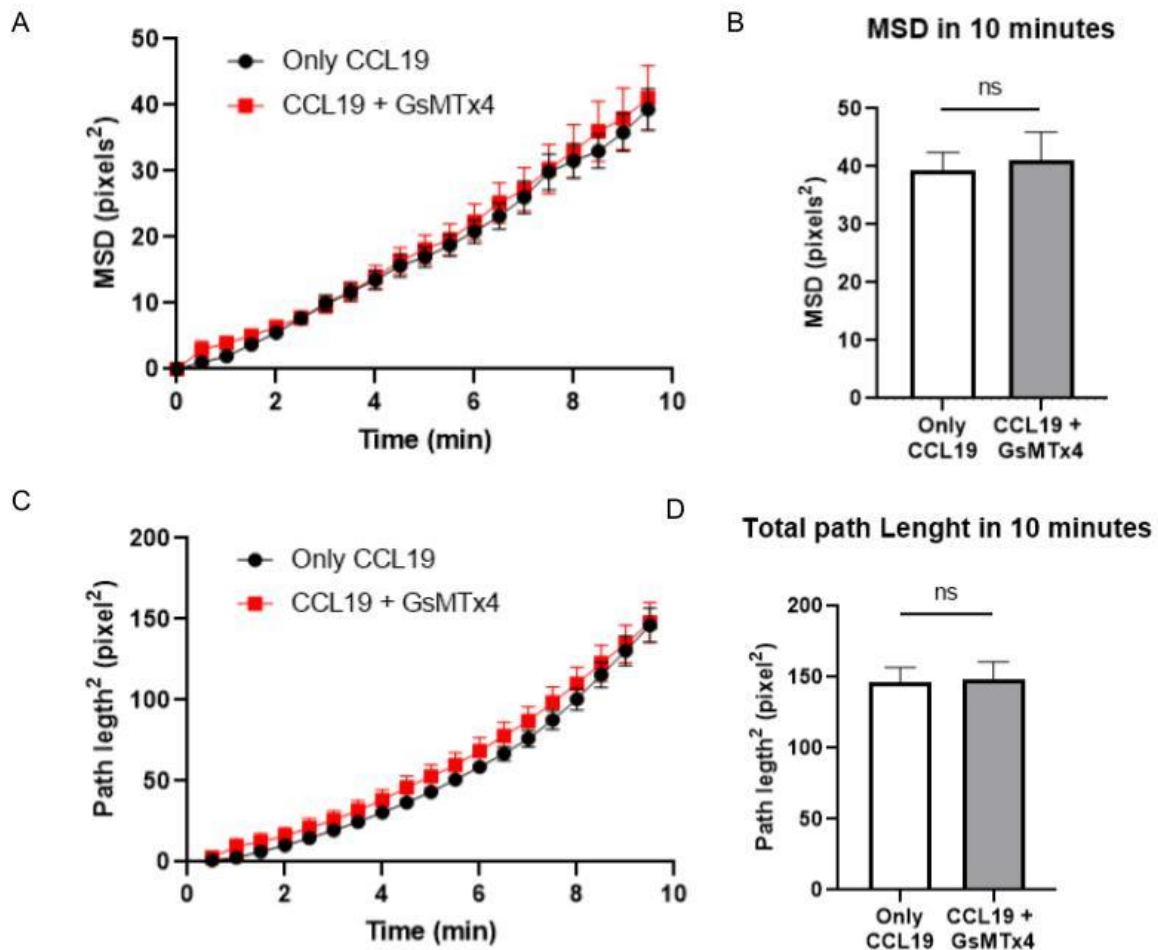 A
50
40
30
20
10
0
MSD (pixels²)
Only CCL19
CCL19 + GsMTx4
0 2 4 6 8 10
Time (min)
B
MSD in 10 minutes
ns
50
40
30
20
10
0
MSD (pixels²)
Only CCL19
CCL19 + GsMTx4
C
200
150
100
50
0
Path legth² (pixel²)
Only CCL19
CCL19 + GsMTx4
0 2 4 6 8 10
Time (min)
D
Total path Lenght in 10 minutes
ns
200
150
100
50
0
Path length² (pixel²)
Only CCL19
CCL19 + GsMTx4